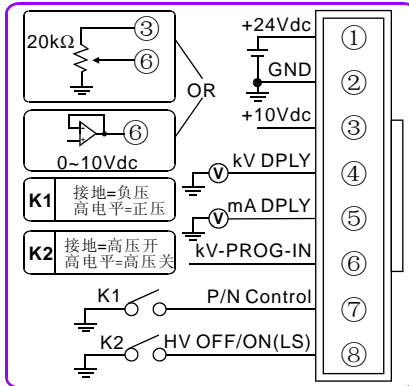 20kΩ
③
⑥
OR
⑥
0~10Vdc
K1
接地=负压
高电平=正压
K2
接地=高压开
高电平=高压关
+24Vdc
①
GND
②
+10Vdc
③
V
kV DPLY
④
V
mA DPLY
⑤
kV-PROG-IN
⑥
K1
P/N Control
⑦
K2
HV OFF/ON(LS)
⑧